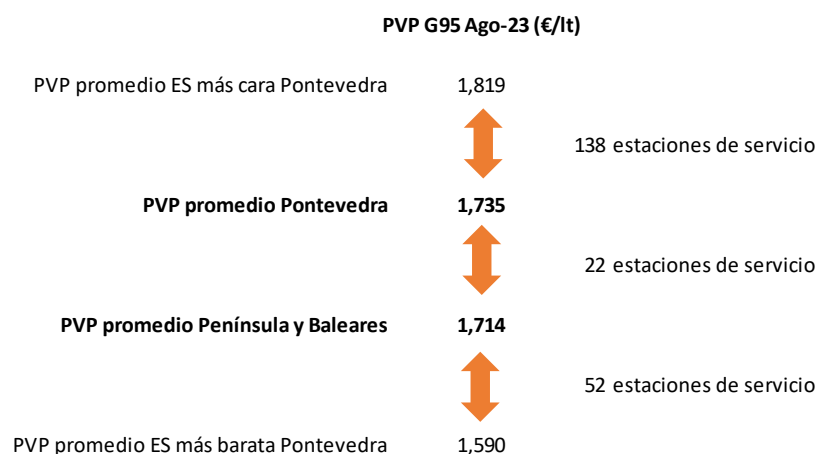 PVP G95 Ago-23 (€/lt)
PVP promedio ES más cara Pontevedra 1,819
138 estaciones de servicio
PVP promedio Pontevedra 1,735
22 estaciones de servicio
PVP promedio Península y Baleares 1,714
52 estaciones de servicio
PVP promedio ES más barata Pontevedra 1,590